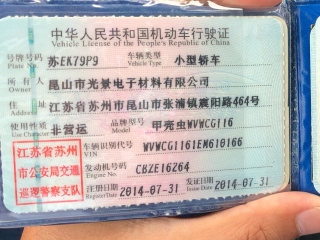 中华人民共和国机动车行驶证
Vehicle License of the People's Republic of China
号牌号码 苏EK79P9 车辆类型 小型轿车
Plate No. Vehicle Type
所有人 昆山市光景电子材料有限公司
Owner
住址 江苏省苏州市昆山市张浦镇震阳路464号
Address
使用性质 非营运 品牌型号 甲壳虫WVWCG116
Use Character Model
江苏省苏州 车辆识别代号 WVWCG1161EM610166
VIN
市公安局交通 发动机号码 CBZE16264
Engine No.
巡逻警察支队 注册日期 2014-07-31 发证日期 2014-07-31
Register Date Issue Date